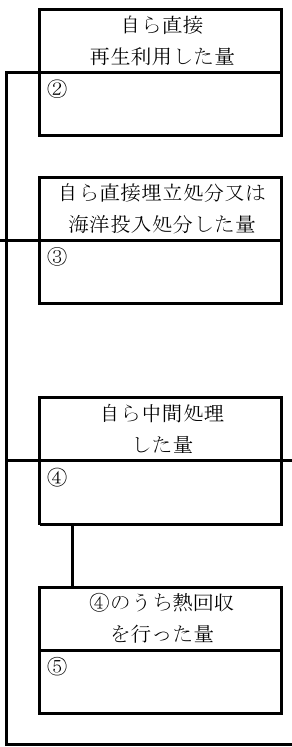 自ら直接
再生利用した量
②
自ら直接埋立処分又は
海洋投入処分した量
③
自ら中間処理
した量
④
④のうち熱回収
を行った量
⑤